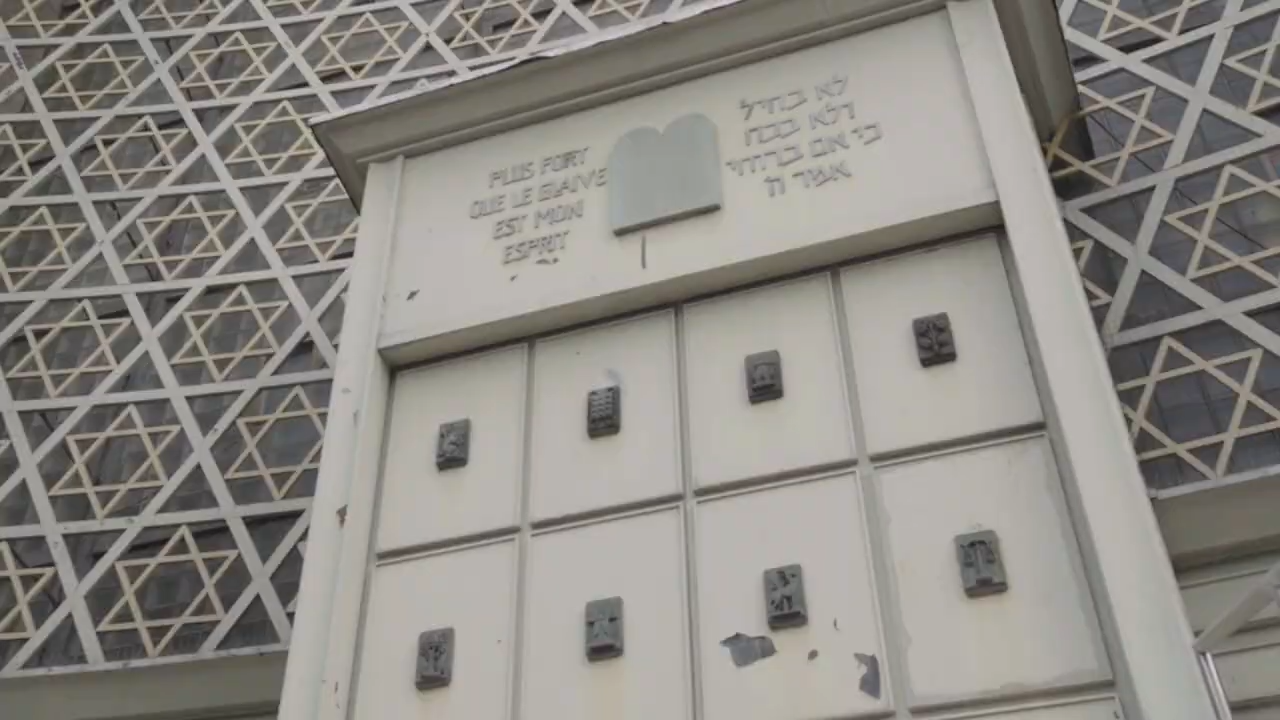 PLUS FORT
QUE LE GLAIVE
EST MON
ESPRIT
לא בחיל
ולא בכח
כי אם ברוחי
אמר ה